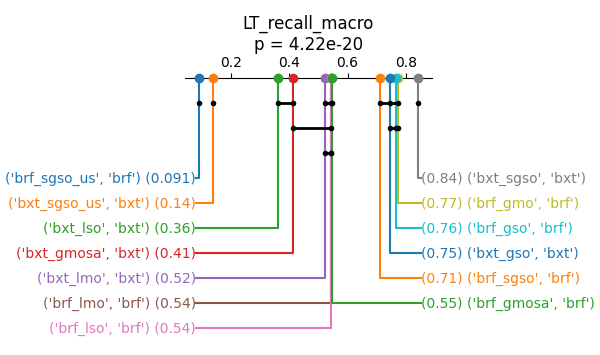 LT_recall_macro
p = 4.22e-20
0.2 0.4 0.6 0.8
('brf_sgso_us', 'brf') (0.091)
(0.84) ('bxt_sgso', 'bxt')
('bxt_sgso_us', 'bxt') (0.14)
(0.77) ('brf_gmo', 'brf')
('bxt_lso', 'bxt') (0.36)
(0.76) ('brf_gso', 'brf')
('bxt_gmosa', 'bxt') (0.41)
(0.75) ('bxt_gso', 'bxt')
('bxt_lmo', 'bxt') (0.52)
(0.71) ('brf_sgso', 'brf')
('brf_lmo', 'brf') (0.54)
(0.55) ('brf_gmosa', 'brf')
('brf_lso', 'brf') (0.54)